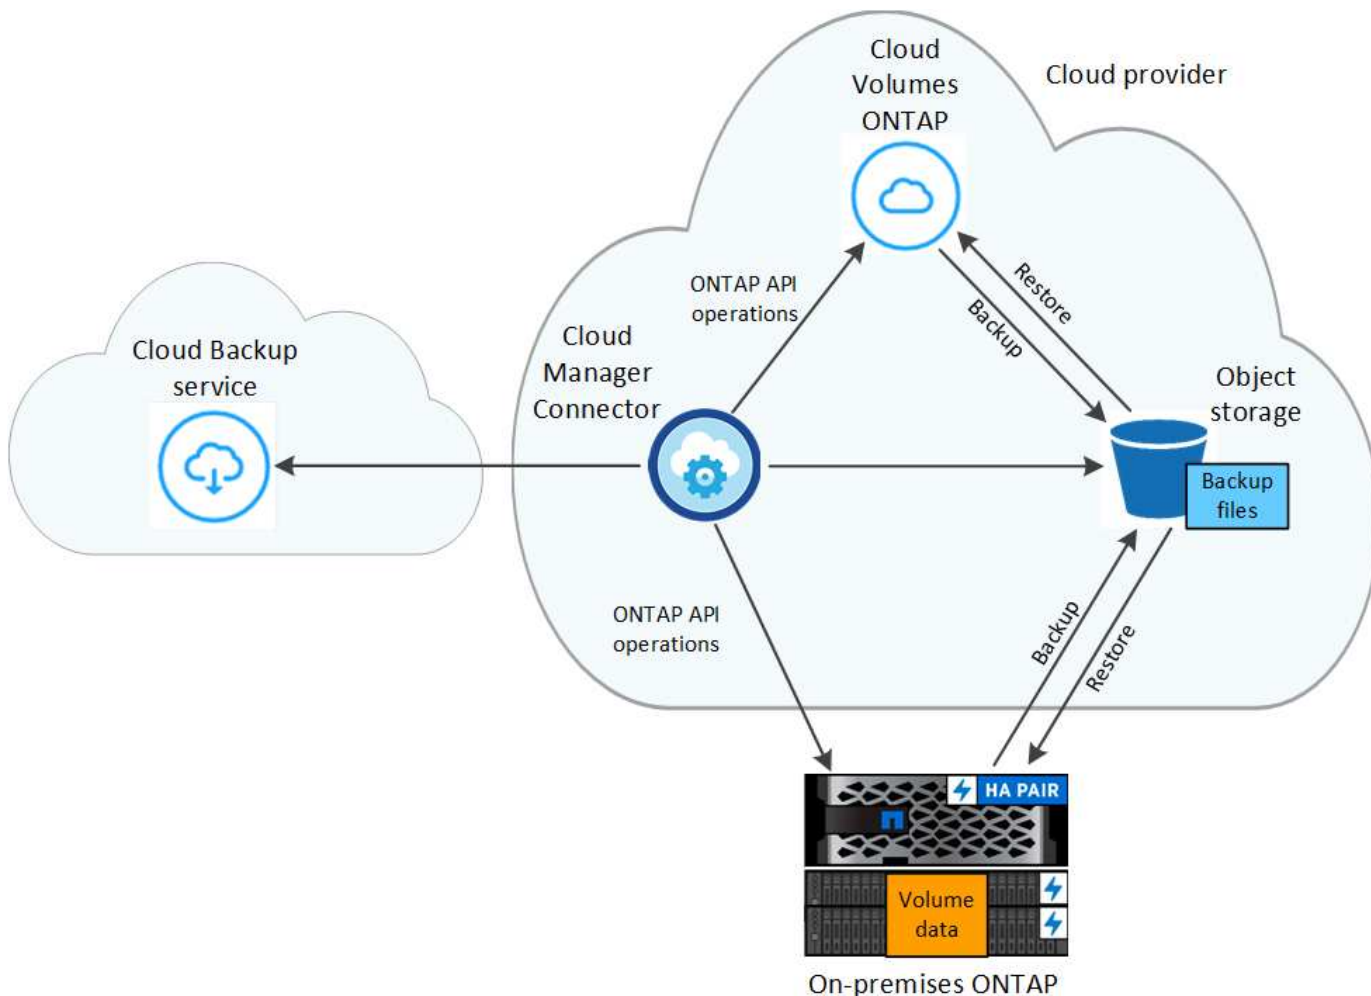 Cloud
Volumes
ONTAP
Cloud provider
ONTAP API
operations
Restore
Backup
Cloud Backup
service
Cloud
Manager
Connector
Object
storage
Backup
files
ONTAP API
operations
Backup
Restore
HA PAIR
Volume
data
On-premises ONTAP